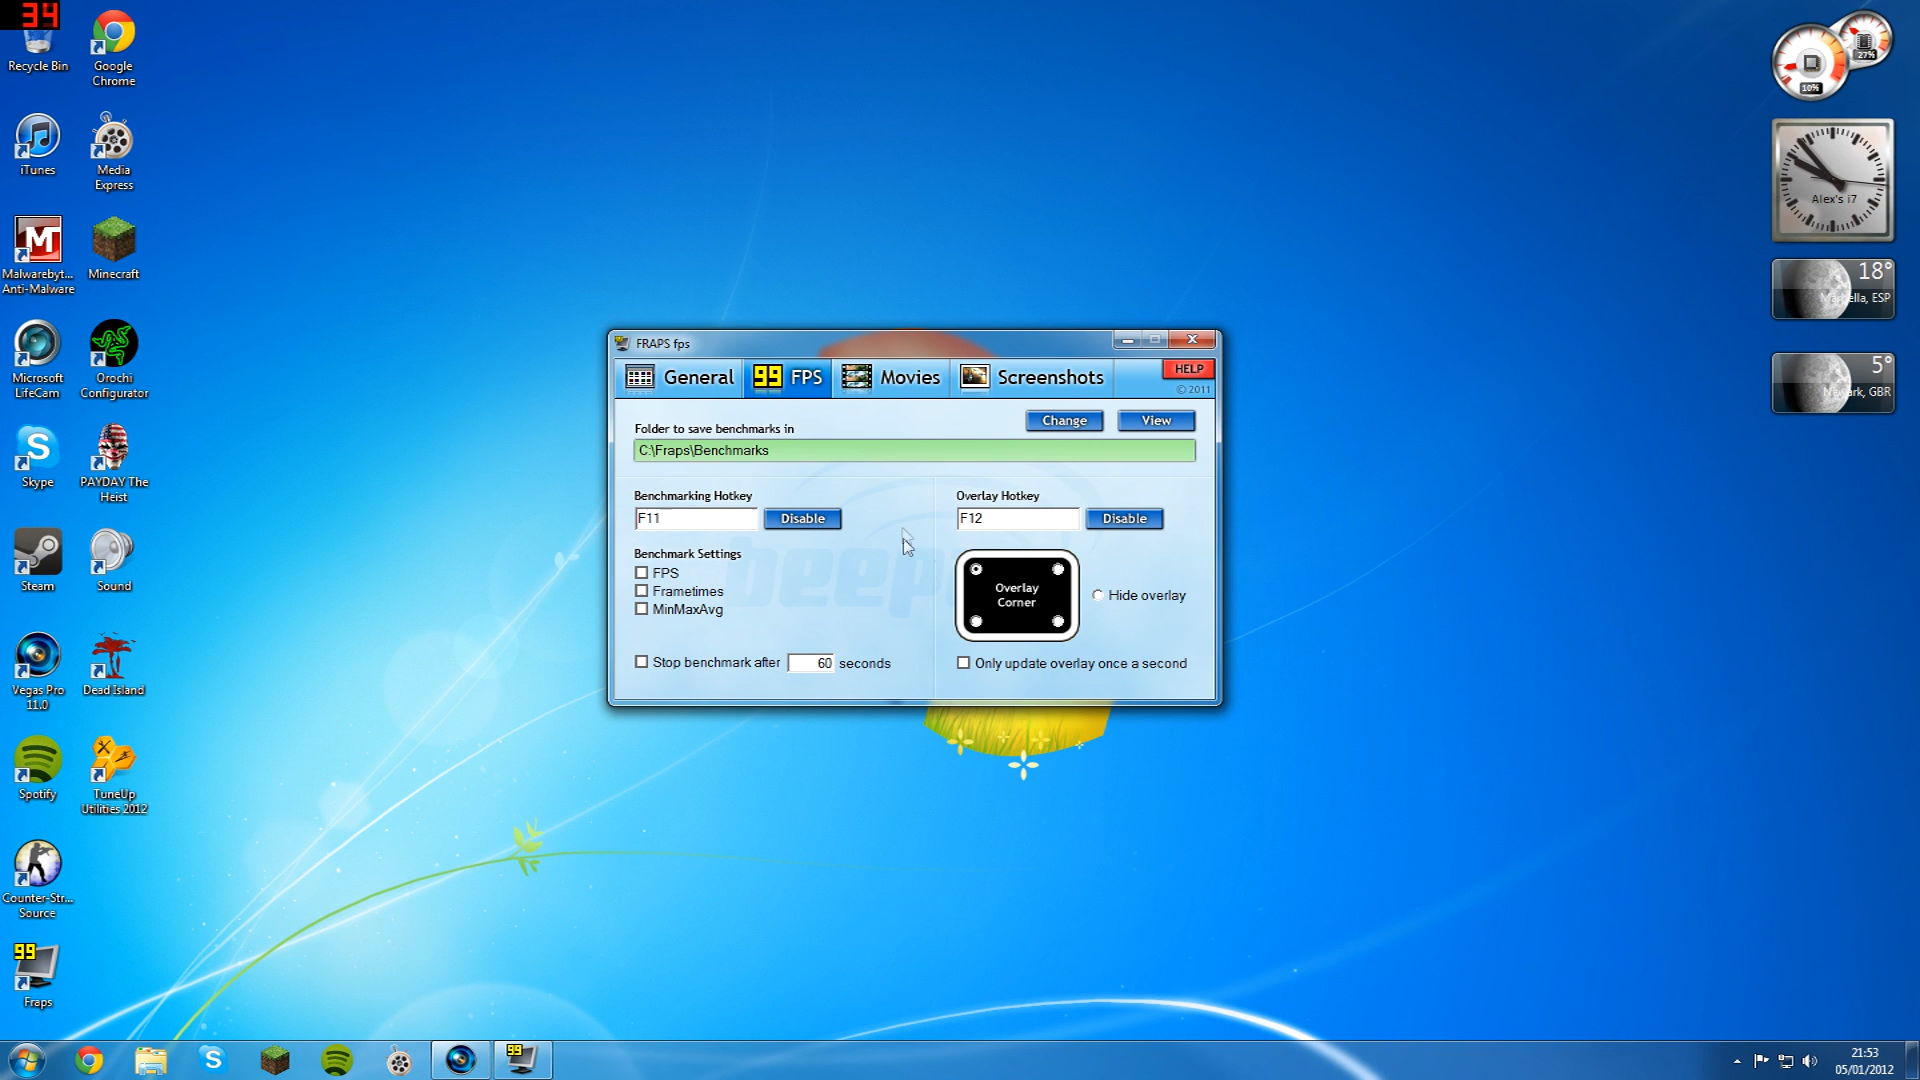 34
Recycle Bin
Google
Chrome
iTunes
Media
Express
Malwarebyt...
Anti-Malware
Minecraft
Microsoft
LifeCam
Orochi
Configurator
Skype
PAYDAY The
Heist
Steam
Sound
Vegas Pro
11.0
Dead Island
Spotify
TuneUp
Utilities 2012
Counter-Str...
Source
99
Fraps
FRAPS fps
General
99 FPS
Movies
Screenshots
HELP
© 2011
Folder to save benchmarks in
Change
View
C:\Fraps\Benchmarks
Benchmarking Hotkey
F11
Disable
Overlay Hotkey
F12
Disable
Benchmark Settings
FPS
Frametimes
MinMaxAvg
Overlay
Corner
Hide overlay
Stop benchmark after 60 seconds
Only update overlay once a second
27%
10%
Alex's i7
18°
5°
99
21:53
05/01/2012